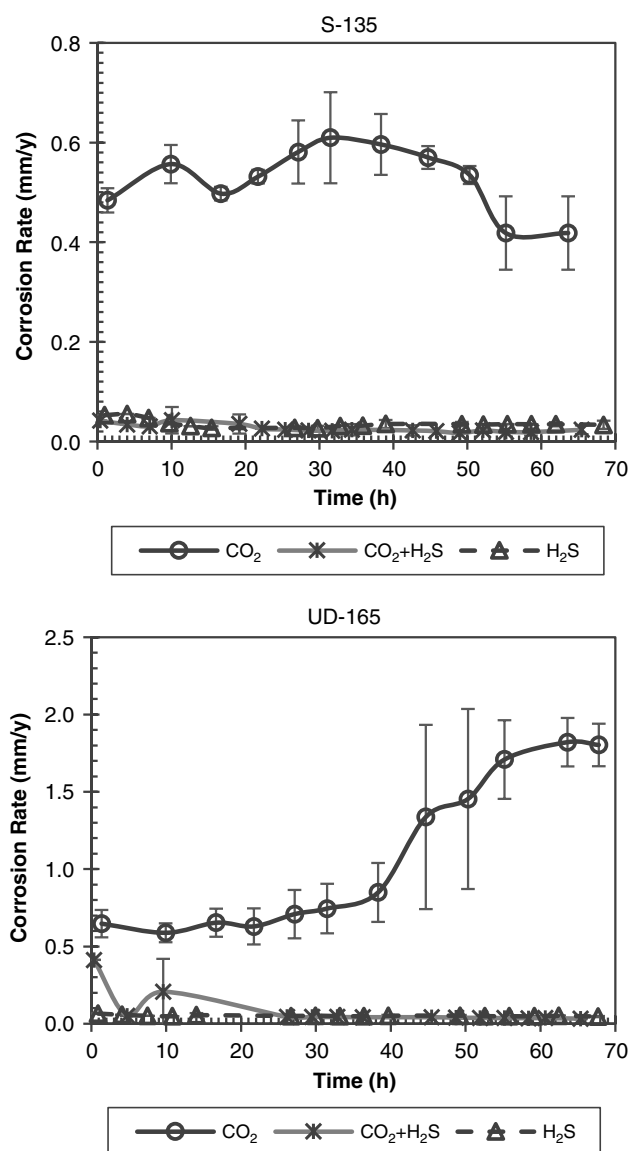 S-135
0.8
0.6
0.4
0.2
0.0
Corrosion Rate (mm/y)
0 10 20 30 40 50 60 70
Time (h)
CO₂ CO₂+H₂S H₂S
UD-165
2.5
2.0
1.5
1.0
0.5
0.0
Corrosion Rate (mm/y)
0 10 20 30 40 50 60 70
Time (h)
CO₂ CO₂+H₂S H₂S